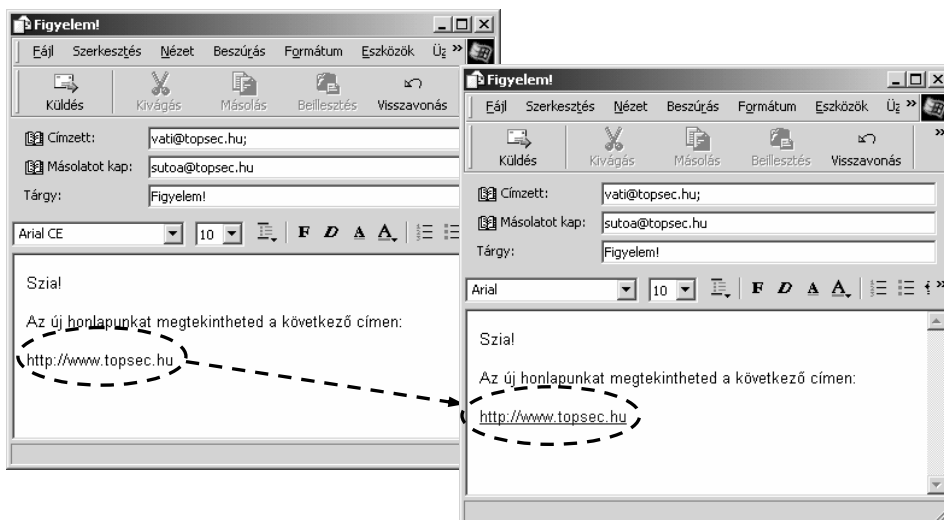 Figyelem!
Fájl Szerkesztés Nézet Beszúrás Formátum Eszközök Üz »
Küldés Kivágás Másolás Beillesztés Visszavonás
Címzett: vati@topsec.hu;
Másolatot kap: sutoa@topsec.hu
Tárgy: Figyelem!
Arial CE 10 F D A A
Szia!
Az új honlapunkat megtekintheted a következő címen:
http://www.topsec.hu
Figyelem!
Fájl Szerkesztés Nézet Beszúrás Formátum Eszközök Üz »
Küldés Kivágás Másolás Beillesztés Visszavonás »
Címzett: vati@topsec.hu;
Másolatot kap: sutoa@topsec.hu
Tárgy: Figyelem!
Arial 10 F D A A »
Szia!
Az új honlapunkat megtekintheted a következő címen:
http://www.topsec.hu